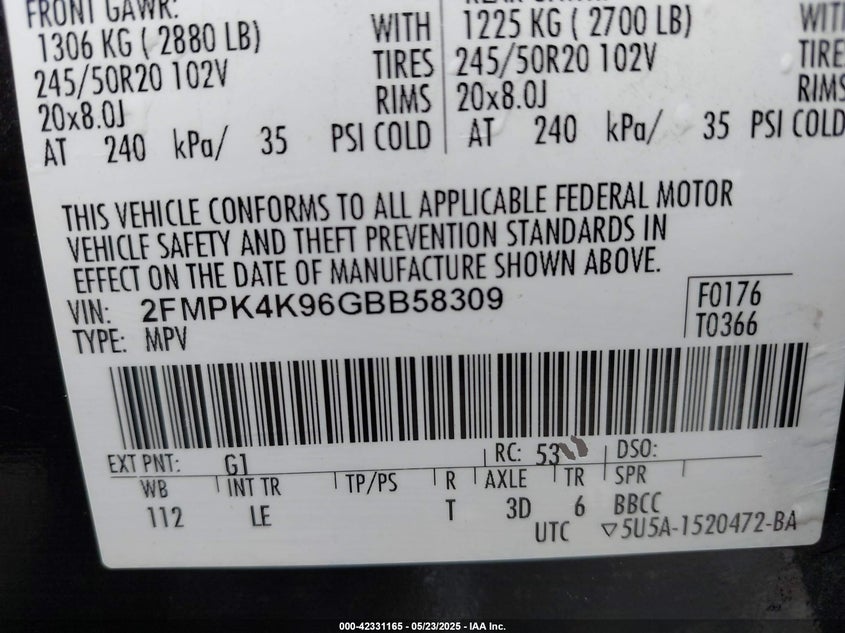 FRONT GAWR:
1306 KG ( 2880 LB) WITH 1225 KG ( 2700 LB) WITH
245/50R20 102V TIRES 245/50R20 102V TIRE
20x8.0J RIMS 20x8.0J RIMS
AT 240 kPa/ 35 PSI COLD AT 240 kPa/ 35 PSI COLD
THIS VEHICLE CONFORMS TO ALL APPLICABLE FEDERAL MOTOR
VEHICLE SAFETY AND THEFT PREVENTION STANDARDS IN
EFFECT ON THE DATE OF MANUFACTURE SHOWN ABOVE.
VIN: 2FMPK4K96GBB58309 F0176
TYPE: MPV T0366
EXT PNT: G1 RC: 53 DSO:
WB INT TR TP/PS R AXLE TR SPR
112 LE T 3D 6 BBCC
UTC ▽5U5A-1520472-BA
000-42331165 - 05/23/2025 - IAA Inc.